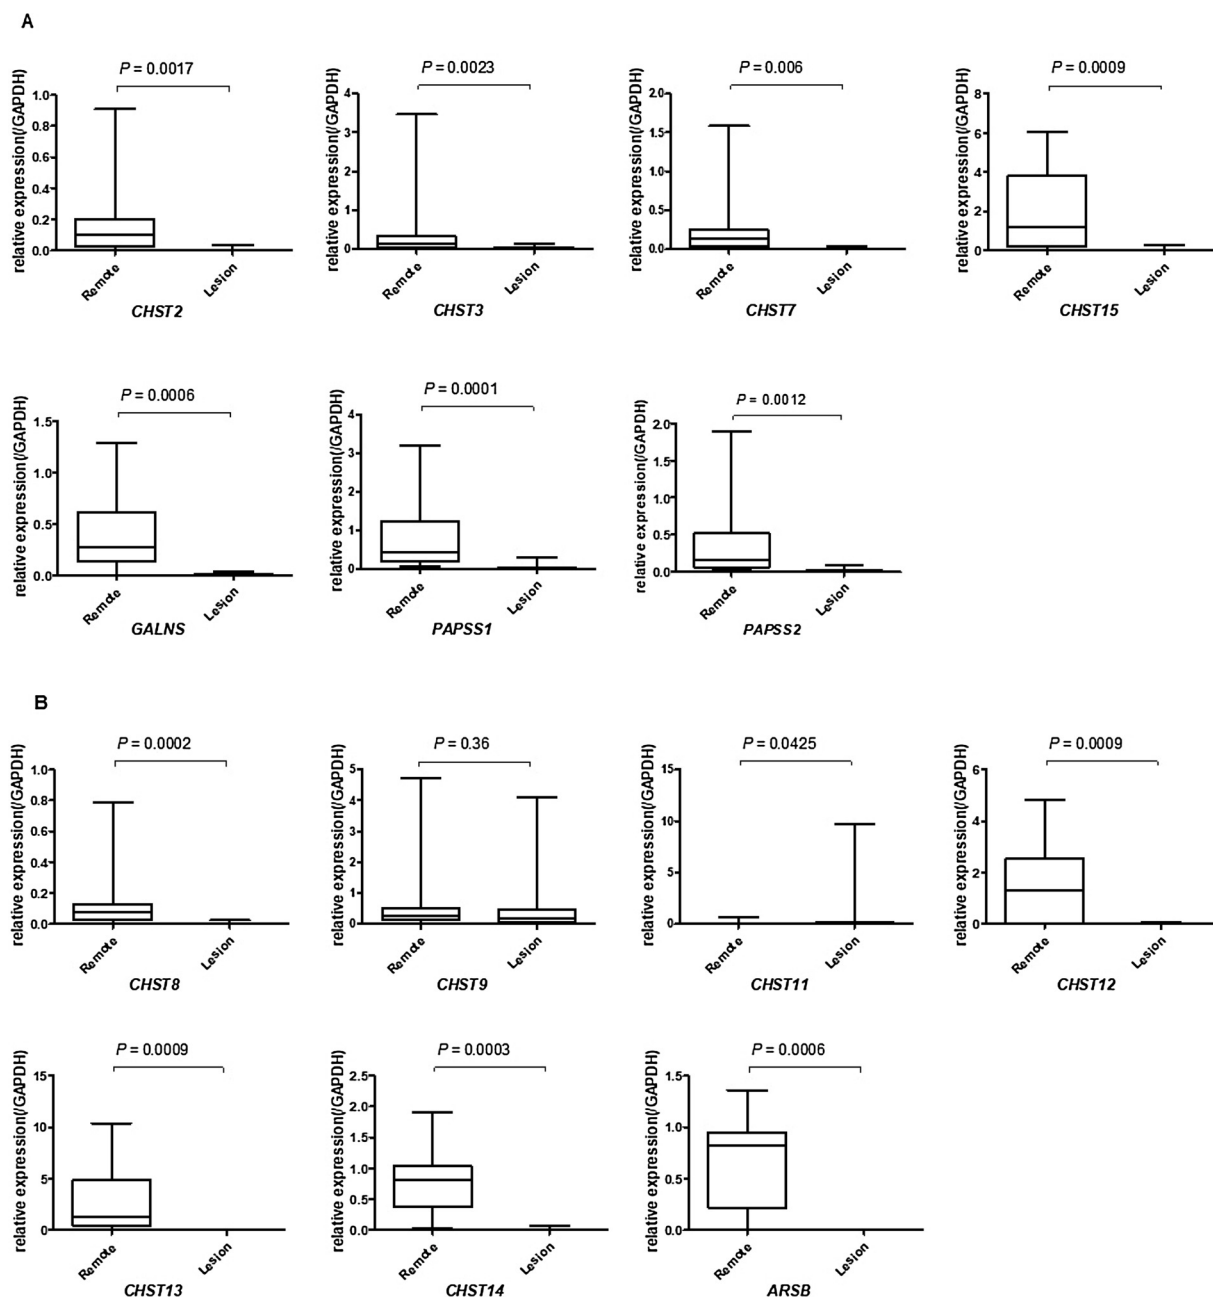 A
P = 0.0017
P = 0.0023
P = 0.006
P = 0.0009
relative expression(/GAPDH)
1.0
0.8
0.6
0.4
0.2
0.0
Remote
Lesion
CHST2
relative expression(/GAPDH)
4
3
2
1
0
Remote
Lesion
CHST3
relative expression(/GAPDH)
2.0
1.5
1.0
0.5
0.0
Remote
Lesion
CHST7
relative expression(/GAPDH)
8
6
4
2
0
Remote
Lesion
CHST15
P = 0.0006
P = 0.0001
P = 0.0012
relative expression(/GAPDH)
1.5
1.0
0.5
0.0
Remote
Lesion
GALNS
relative expression(/GAPDH)
4
3
2
1
0
Remote
Lesion
PAPSS1
relative expression(/GAPDH)
2.0
1.5
1.0
0.5
0.0
Remote
Lesion
PAPSS2
B
P = 0.0002
P = 0.36
P = 0.0425
P = 0.0009
relative expression(/GAPDH)
1.0
0.8
0.6
0.4
0.2
0.0
Remote
Lesion
CHST8
relative expression(/GAPDH)
5
4
3
2
1
0
Remote
Lesion
CHST9
relative expression(/GAPDH)
15
10
5
0
Remote
Lesion
CHST11
relative expression(/GAPDH)
6
4
2
0
Remote
Lesion
CHST12
P = 0.0009
P = 0.0003
P = 0.0006
relative expression(/GAPDH)
15
10
5
0
Remote
Lesion
CHST13
relative expression(/GAPDH)
2.5
2.0
1.5
1.0
0.5
0.0
Remote
Lesion
CHST14
relative expression(/GAPDH)
1.5
1.0
0.5
0.0
Remote
Lesion
ARSB